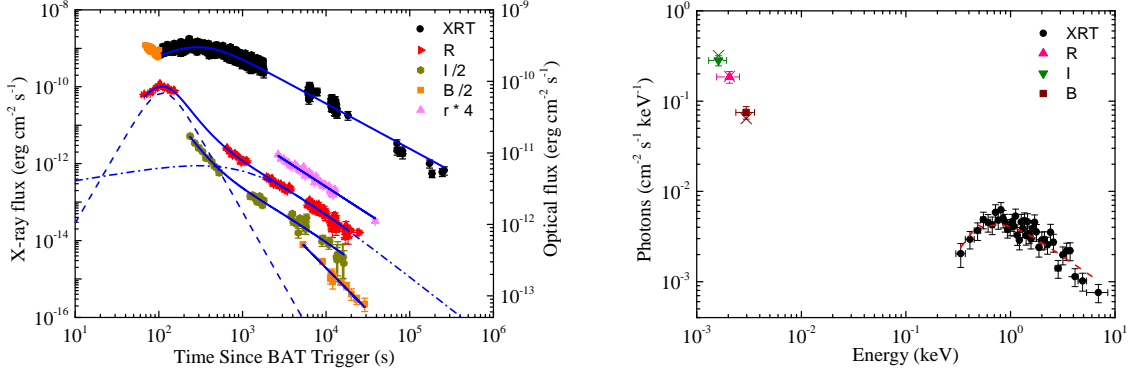 10^-8
10^-10
10^-12
10^-14
10^-16
X-ray flux (erg cm^-2 s^-1)
10^1 10^2 10^3 10^4 10^5 10^6
Time Since BAT Trigger (s)
10^-9
10^-10
10^-11
10^-12
10^-13
Optical flux (erg cm^-2 s^-1)
XRT
R
I /2
B /2
r * 4
10^0
10^-1
10^-2
10^-3
Photons (cm^-2 s^-1 keV^-1)
10^-3 10^-2 10^-1 10^0 10^1
Energy (keV)
XRT
R
I
B